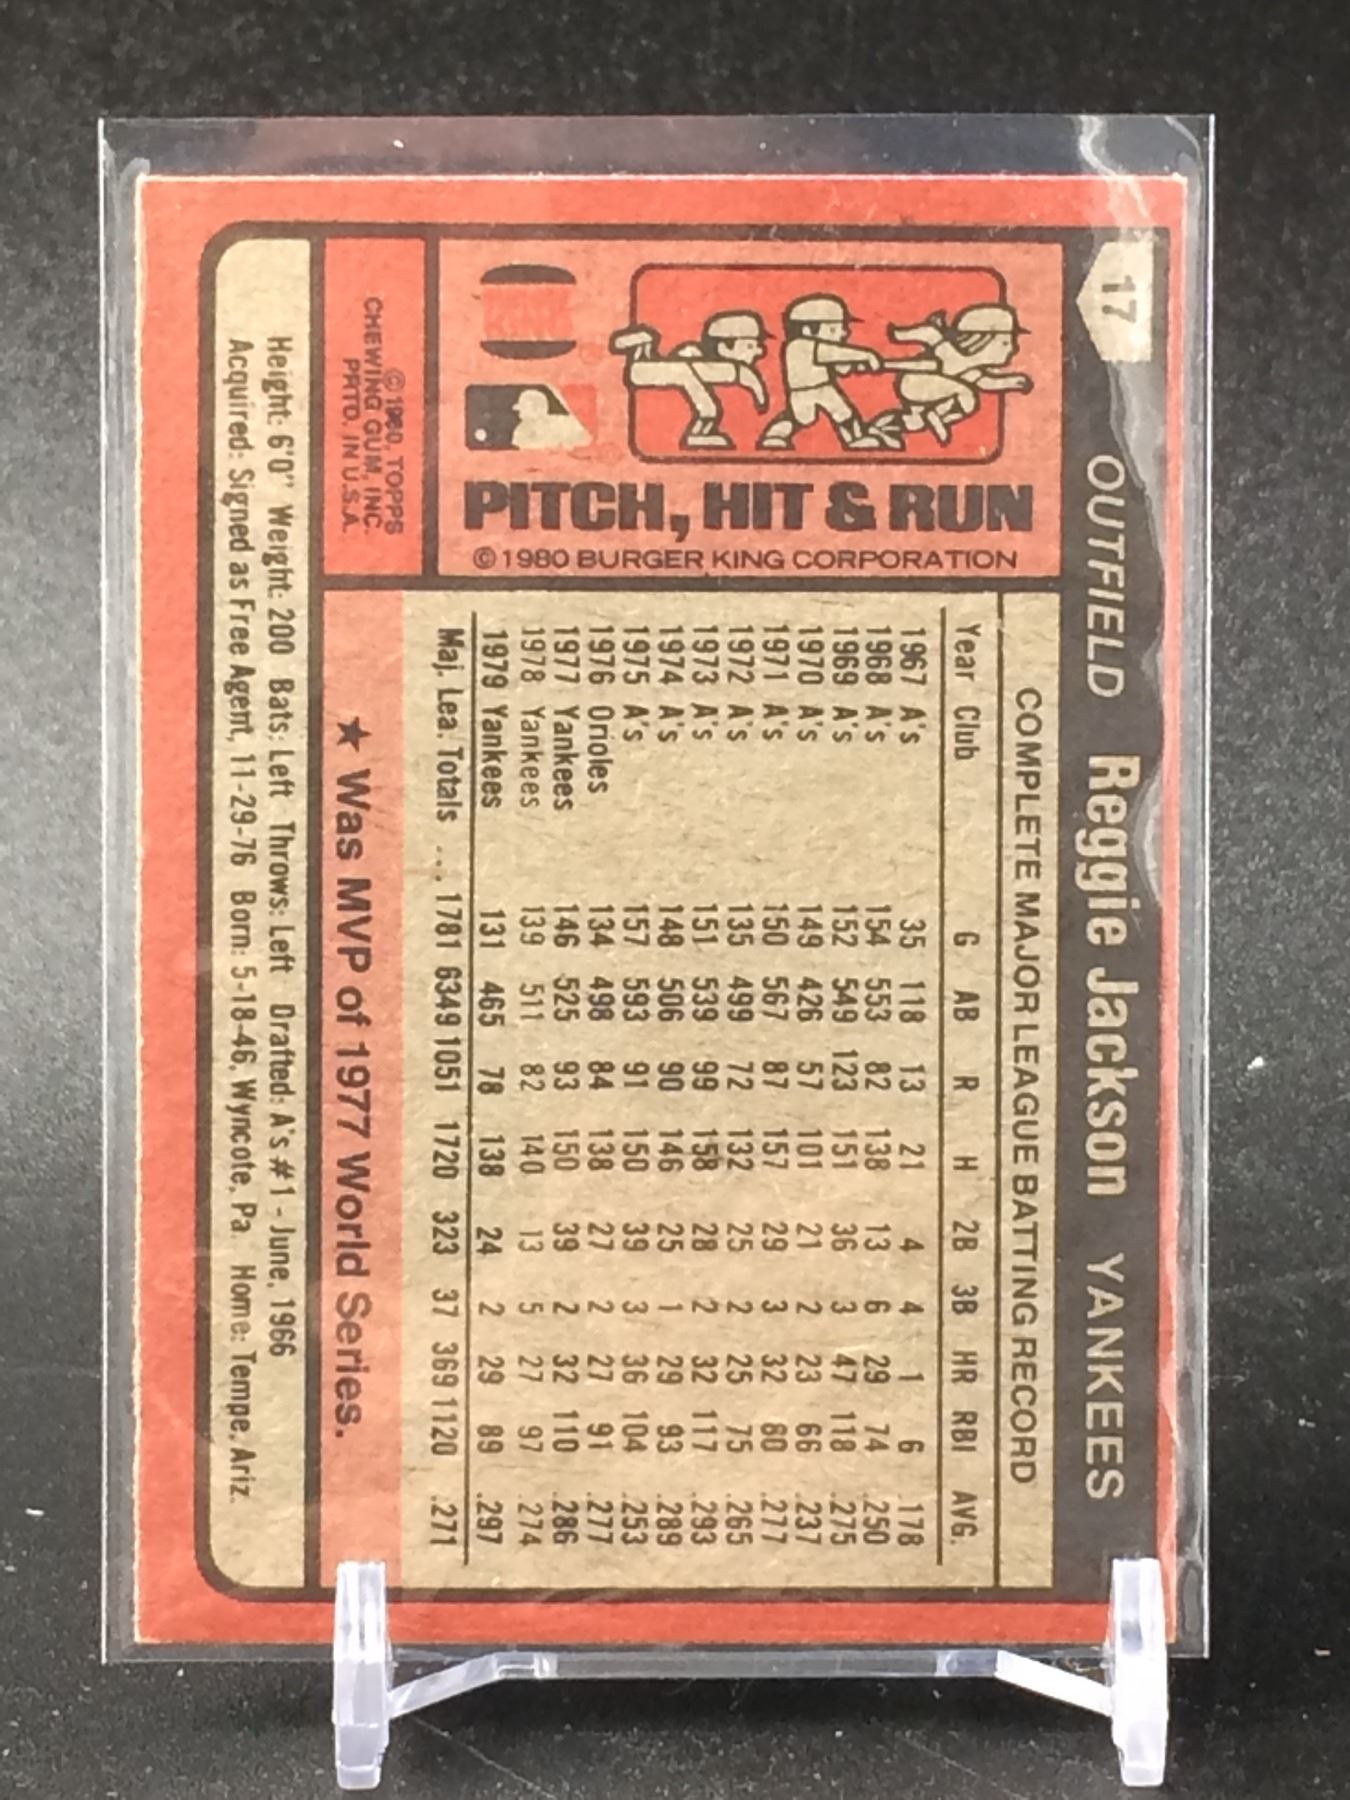 17 OUTFIELD Reggie Jackson YANKEES
PITCH, HIT & RUN
© 1980 BURGER KING CORPORATION
© 1980, TOPPS
CHEWING GUM, INC.
PRTD. IN U.S.A.
COMPLETE MAJOR LEAGUE BATTING RECORD
Year Club G AB R H 2B 3B HR RBI AVG.
1967 A's 35 118 13 21 4 4 1 6 .178
1968 A's 154 553 82 138 13 6 29 74 .250
1969 A's 152 549 123 151 36 3 47 118 .275
1970 A's 149 426 57 101 21 2 23 66 .237
1971 A's 150 567 87 157 29 3 32 80 .277
1972 A's 135 499 72 132 25 2 25 75 .265
1973 A's 151 539 99 158 28 2 32 117 .293
1974 A's 148 506 90 146 25 1 29 93 .289
1975 A's 157 593 91 150 39 3 36 104 .253
1976 Orioles 134 498 84 138 27 2 27 91 .277
1977 Yankees 146 525 93 150 39 2 32 110 .286
1978 Yankees 139 511 82 140 13 5 27 97 .274
1979 Yankees 131 465 78 138 24 2 29 89 .297
Maj. Lea. Totals ... 1781 6349 1051 1720 323 37 369 1120 .271
★ Was MVP of 1977 World Series.
Height: 6'0" Weight: 200 Bats: Left Throws: Left Drafted: A's #1 - June, 1966
Acquired: Signed as Free Agent, 11-29-76 Born: 5-18-46, Wyncote, Pa. Home: Tempe, Ariz.